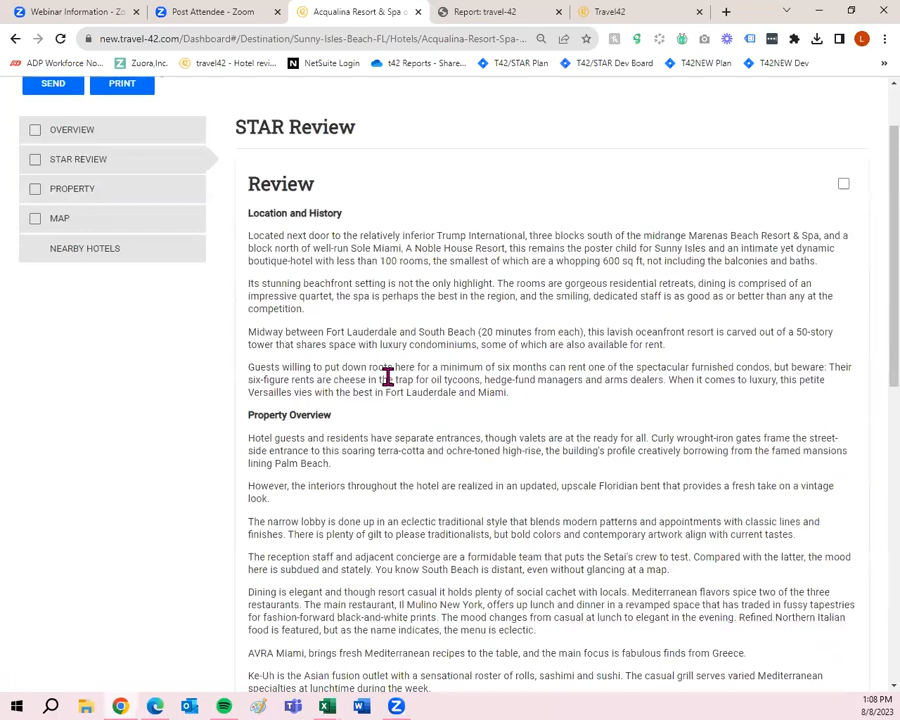 Webinar Information - Zo
Post Attendee - Zoom
Acqualina Resort & Spa o
Report: travel-42
Travel42
new.travel-42.com/Dashboard#/Destination/Sunny-Isles-Beach-FL/Hotels/Acqualina-Resort-Spa-...
L
ADP Workforce No...
Zuora,Inc.
travel42 - Hotel revi...
NetSuite Login
t42 Reports - Share...
T42/STAR Plan
T42/STAR Dev Board
T42NEW Plan
T42NEW Dev
SEND
PRINT
OVERVIEW
STAR REVIEW
PROPERTY
MAP
NEARBY HOTELS
STAR Review
Review
Location and History
Located next door to the relatively inferior Trump International, three blocks south of the midrange Marenas Beach Resort & Spa, and a
block north of well-run Sole Miami, A Noble House Resort, this remains the poster child for Sunny Isles and an intimate yet dynamic
boutique-hotel with less than 100 rooms, the smallest of which are a whopping 600 sq ft, not including the balconies and baths.
Its stunning beachfront setting is not the only highlight. The rooms are gorgeous residential retreats, dining is comprised of an
impressive quartet, the spa is perhaps the best in the region, and the smiling, dedicated staff is as good as or better than any at the
competition.
Midway between Fort Lauderdale and South Beach (20 minutes from each), this lavish oceanfront resort is carved out of a 50-story
tower that shares space with luxury condominiums, some of which are also available for rent.
Guests willing to put down roots here for a minimum of six months can rent one of the spectacular furnished condos, but beware: Their
six-figure rents are cheese in the trap for oil tycoons, hedge-fund managers and arms dealers. When it comes to luxury, this petite
Versailles vies with the best in Fort Lauderdale and Miami.
Property Overview
Hotel guests and residents have separate entrances, though valets are at the ready for all. Curly wrought-iron gates frame the street-
side entrance to this soaring terra-cotta and ochre-toned high-rise, the building's profile creatively borrowing from the famed mansions
lining Palm Beach.
However, the interiors throughout the hotel are realized in an updated, upscale Floridian bent that provides a fresh take on a vintage
look.
The narrow lobby is done up in an eclectic traditional style that blends modern patterns and appointments with classic lines and
finishes. There is plenty of gilt to please traditionalists, but bold colors and contemporary artwork align with current tastes.
The reception staff and adjacent concierge are a formidable team that puts the Setai's crew to test. Compared with the latter, the mood
here is subdued and stately. You know South Beach is distant, even without glancing at a map.
Dining is elegant and though resort casual it holds plenty of social cachet with locals. Mediterranean flavors spice two of the three
restaurants. The main restaurant, Il Mulino New York, offers up lunch and dinner in a revamped space that has traded in fussy tapestries
for fashion-forward black-and-white prints. The mood changes from casual at lunch to elegant in the evening. Refined Northern Italian
food is featured, but as the name indicates, the menu is eclectic.
AVRA Miami, brings fresh Mediterranean recipes to the table, and the main focus is fabulous finds from Greece.
Ke-Uh is the Asian fusion outlet with a sensational roster of rolls, sashimi and sushi. The casual grill serves varied Mediterranean
specialties at lunchtime during the week.
1:08 PM
8/8/2023